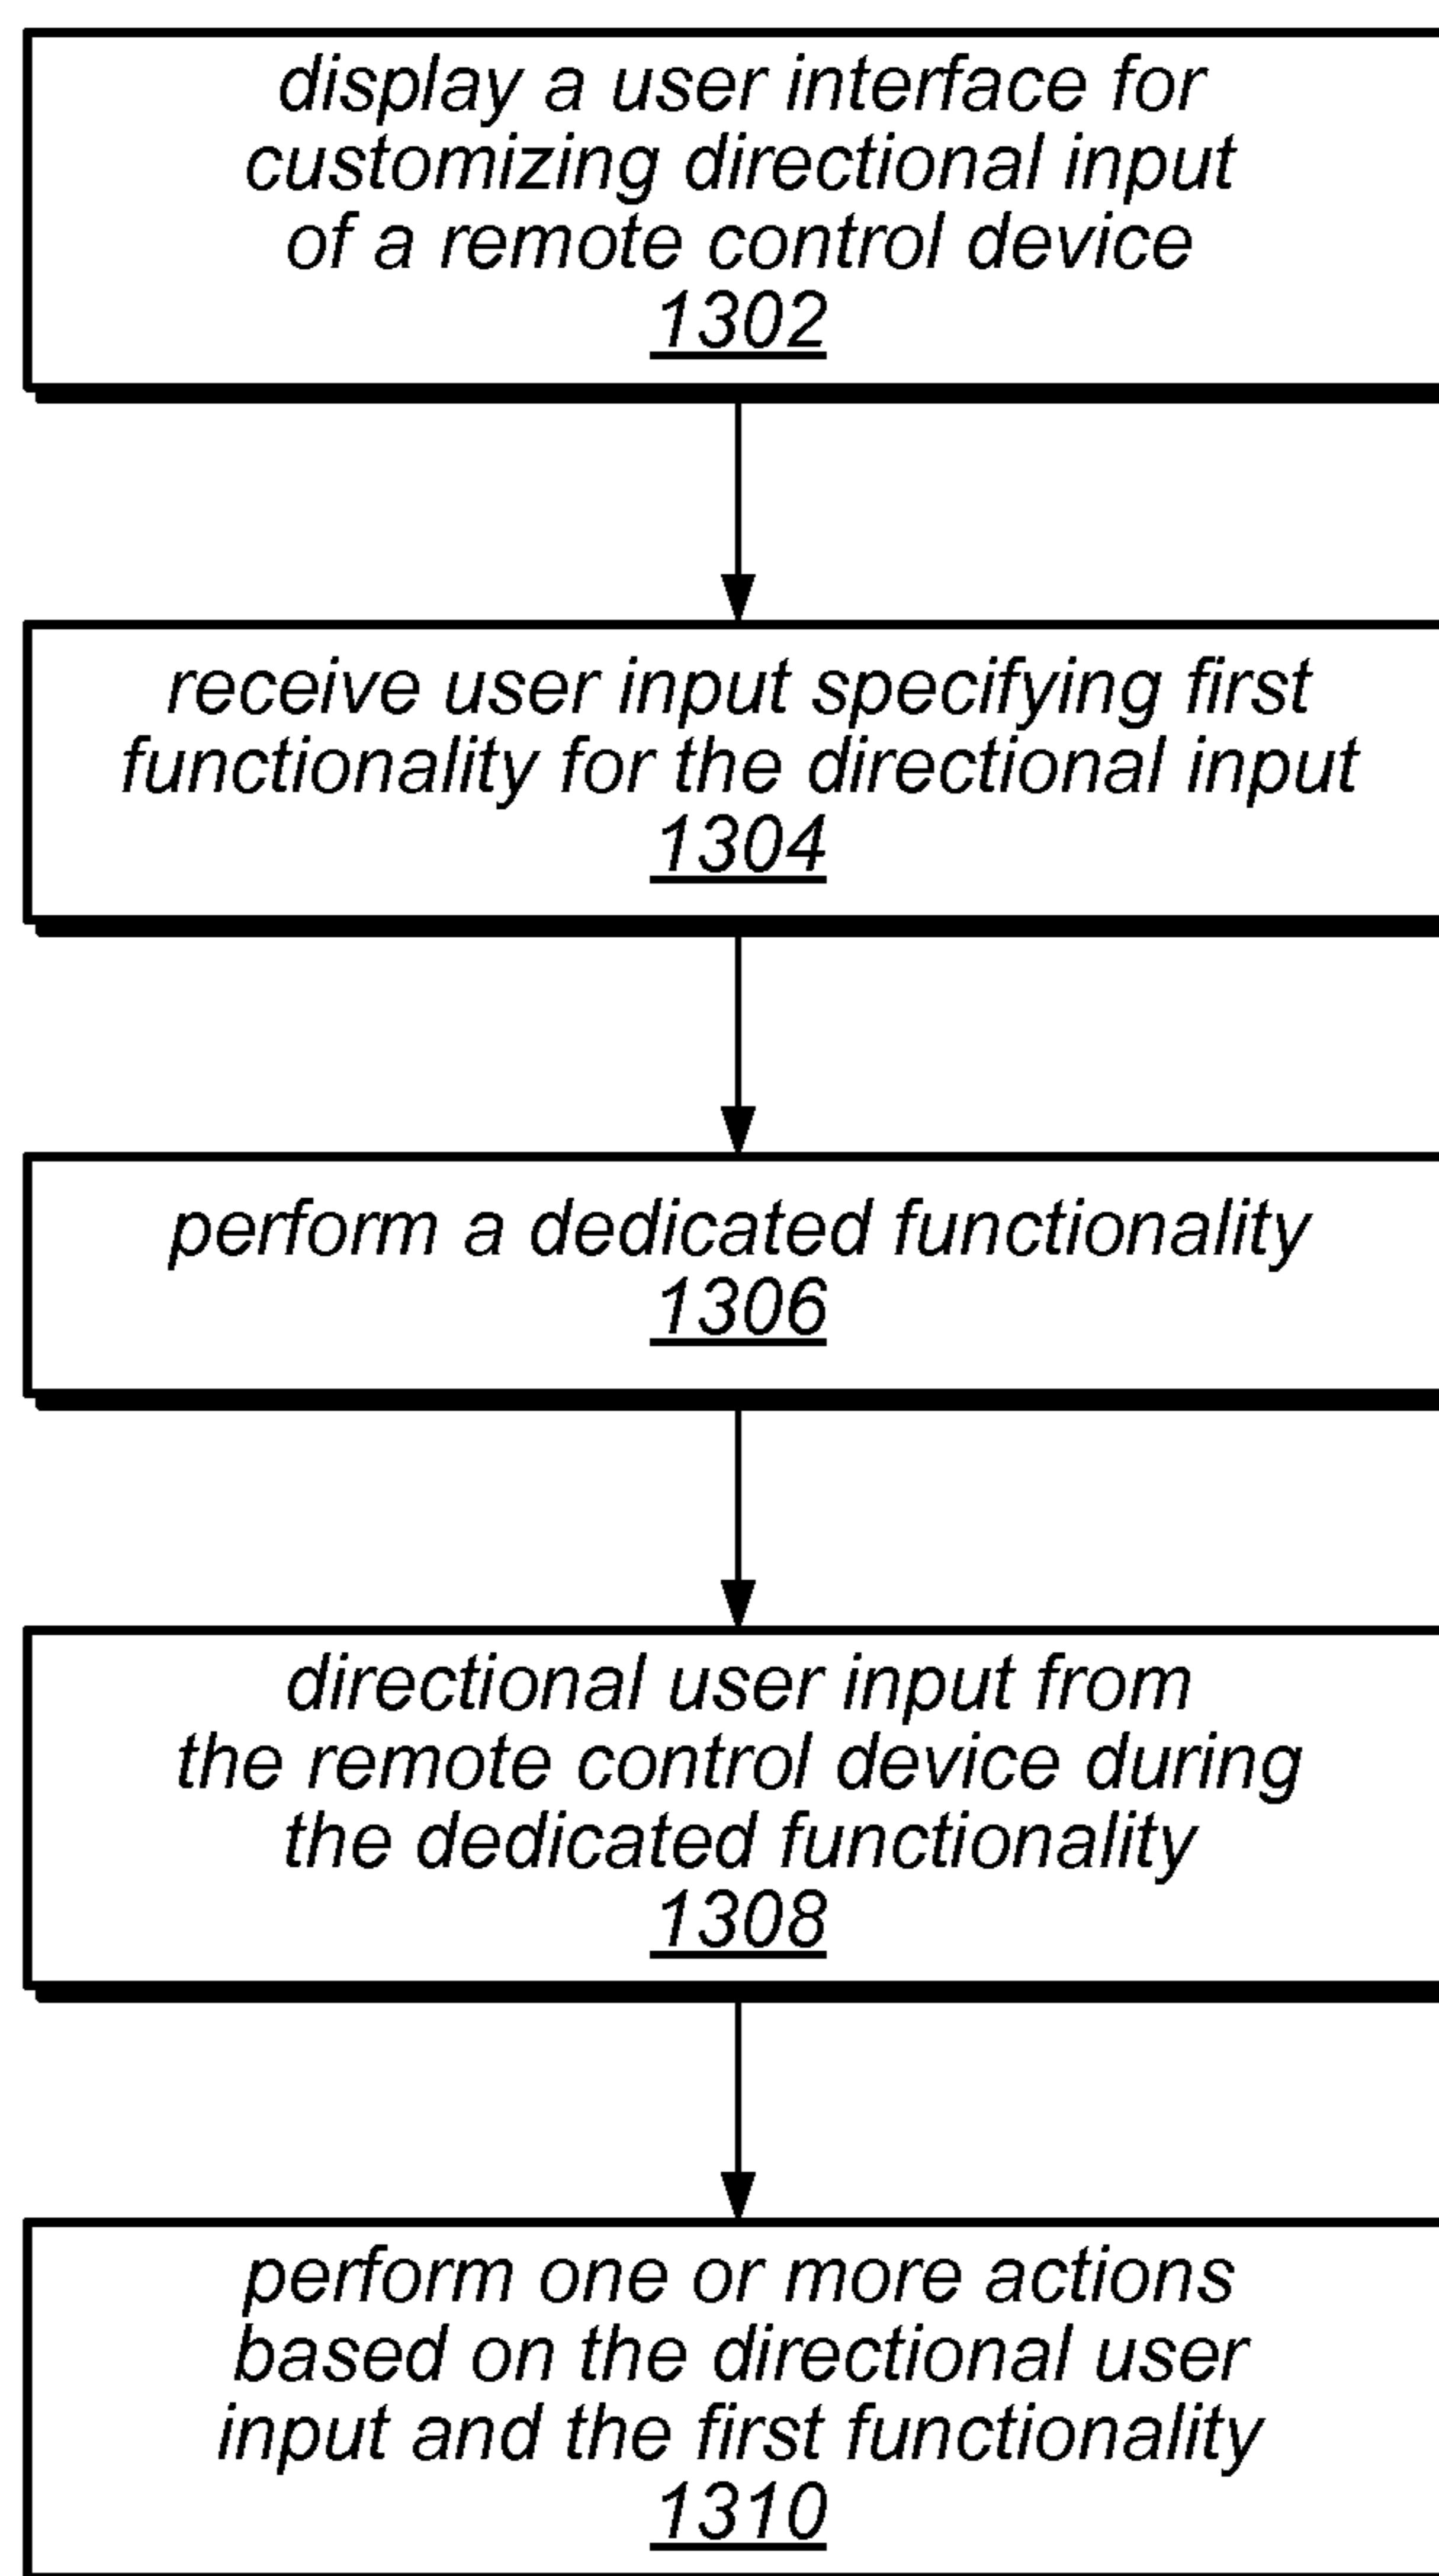 display a user interface for
customizing directional input
of a remote control device
1302
receive user input specifying first
functionality for the directional input
1304
perform a dedicated functionality
1306
directional user input from
the remote control device during
the dedicated functionality
1308
perform one or more actions
based on the directional user
input and the first functionality
1310